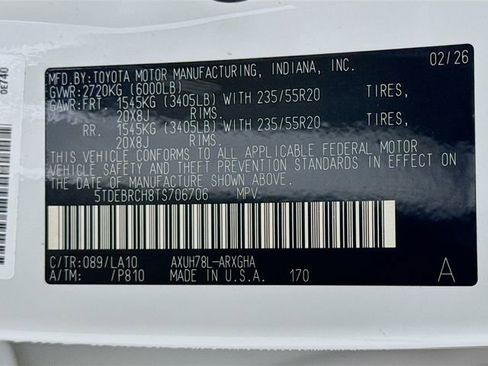 0E740
MFD.BY:TOYOTA MOTOR MANUFACTURING, INDIANA, INC. 02/26
GVWR:2720KG (6000LB)
GAWR:FRT. 1545KG (3405LB) WITH 235/55R20 TIRES,
20X8J RIMS.
RR. 1545KG (3405LB) WITH 235/55R20 TIRES,
20X8J RIMS.
THIS VEHICLE CONFORMS TO ALL APPLICABLE FEDERAL MOTOR
VEHICLE SAFETY AND THEFT PREVENTION STANDARDS IN EFFECT ON
THE DATE OF MANUFACTURE SHOWN ABOVE.
5TDEBRCH8TS706706 MPV
C/TR:089/LA10 AXUH78L-ARXGHA
A/TM: /P810 MADE IN U.S.A. 170 A